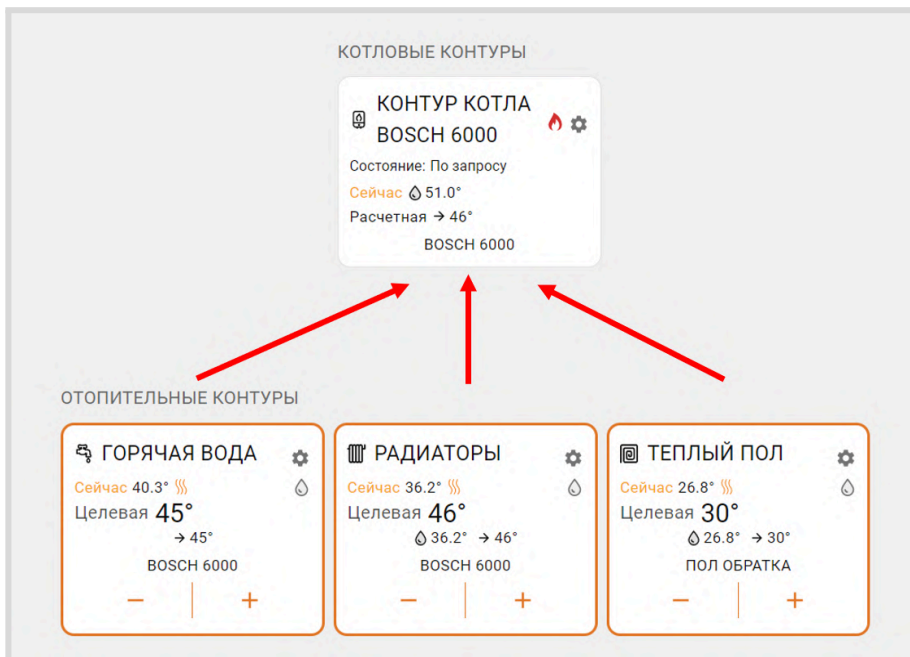 КОТЛОВЫЕ КОНТУРЫ
КОНТУР КОТЛА
BOSCH 6000
Состояние: По запросу
Сейчас 51.0°
Расчетная → 46°
BOSCH 6000
ОТОПИТЕЛЬНЫЕ КОНТУРЫ
ГОРЯЧАЯ ВОДА
Сейчас 40.3°
Целевая 45°
→ 45°
BOSCH 6000
− +
РАДИАТОРЫ
Сейчас 36.2°
Целевая 46°
36.2° → 46°
BOSCH 6000
− +
ТЕПЛЫЙ ПОЛ
Сейчас 26.8°
Целевая 30°
26.8° → 30°
ПОЛ ОБРАТКА
− +